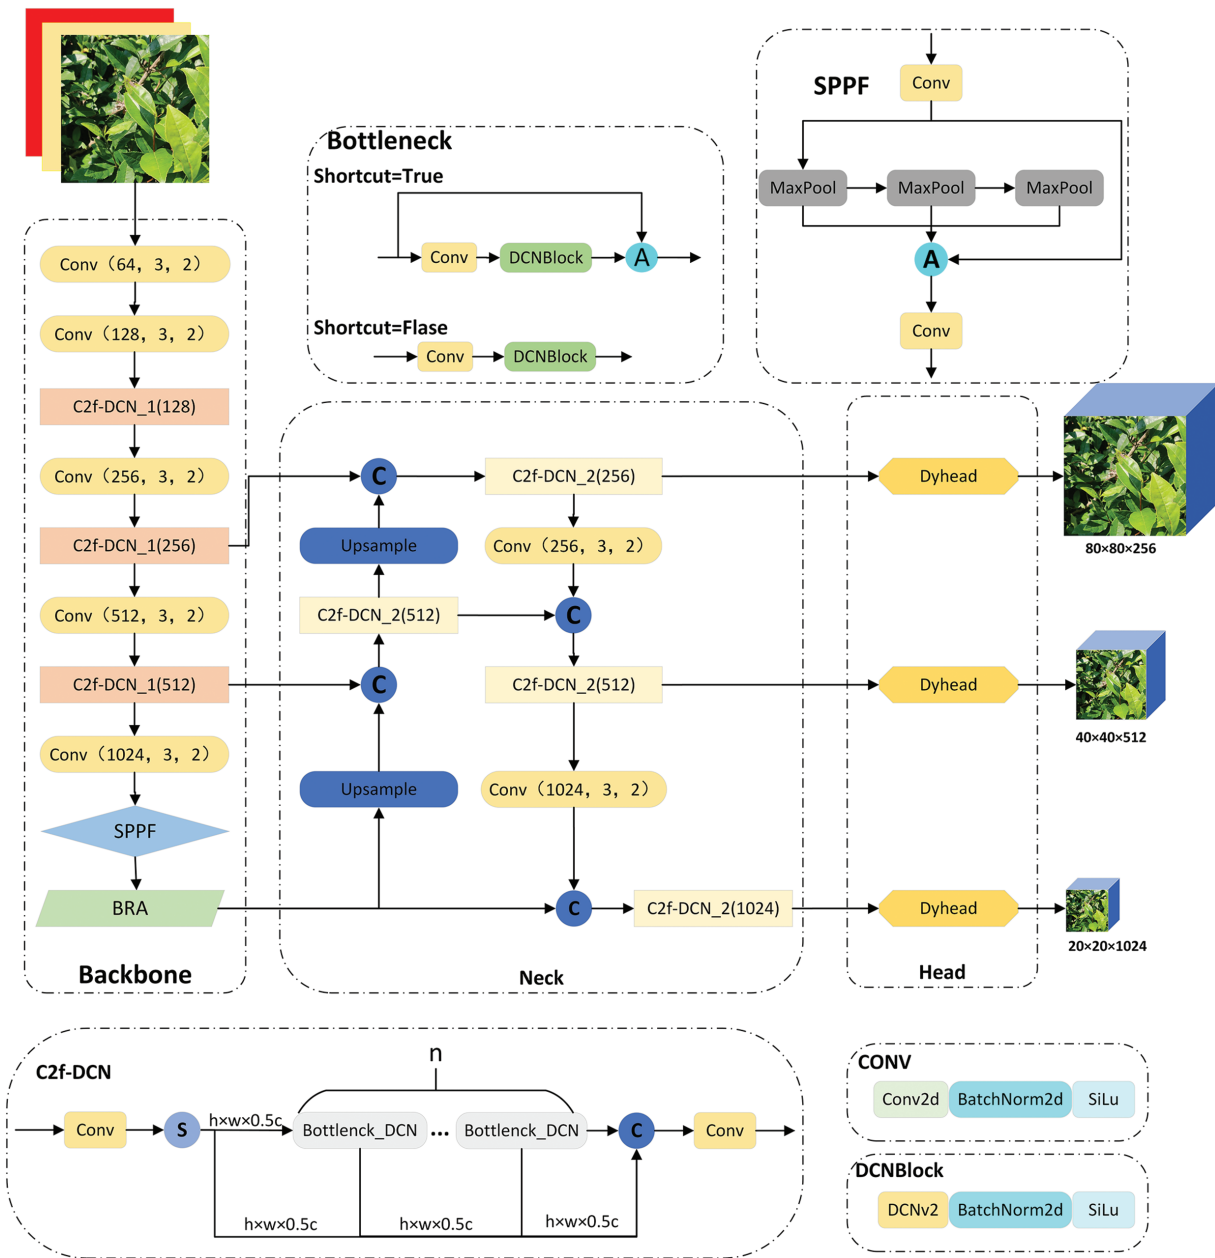 SPPF
Conv
MaxPool
MaxPool
MaxPool
A
Conv
Bottleneck
Shortcut=True
Conv
DCNBlock
A
Shortcut=Flase
Conv
DCNBlock
Conv（64, 3, 2）
Conv（128, 3, 2）
C2f-DCN_1(128)
Conv（256, 3, 2）
C2f-DCN_1(256)
Conv（512, 3, 2）
C2f-DCN_1(512)
Conv（1024, 3, 2）
SPPF
BRA
Backbone
C
C2f-DCN_2(256)
Upsample
Conv（256, 3, 2）
C2f-DCN_2(512)
C
C
C2f-DCN_2(512)
Upsample
Conv（1024, 3, 2）
C
C2f-DCN_2(1024)
Neck
Dyhead
Dyhead
Dyhead
Head
80×80×256
40×40×512
20×20×1024
C2f-DCN
n
Conv
S
h×w×0.5c
Bottlenck_DCN
...
Bottlenck_DCN
C
Conv
h×w×0.5c
h×w×0.5c
h×w×0.5c
CONV
Conv2d
BatchNorm2d
SiLu
DCNBlock
DCNv2
BatchNorm2d
SiLu